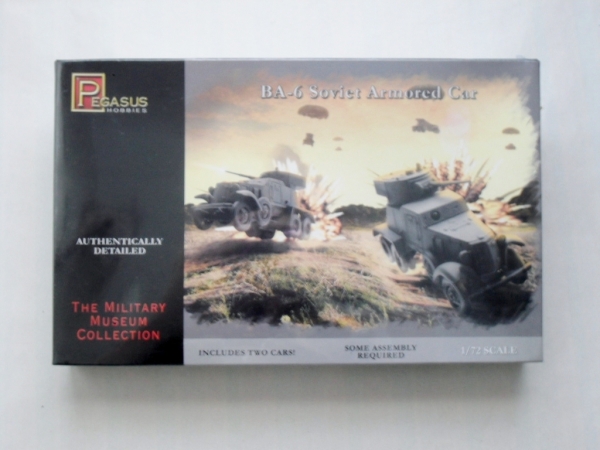 PEGASUS
HOBBIES
BA-6 Soviet Armored Car
AUTHENTICALLY
DETAILED
THE MILITARY
MUSEUM
COLLECTION
INCLUDES TWO CARS!
SOME ASSEMBLY
REQUIRED
1/72 SCALE